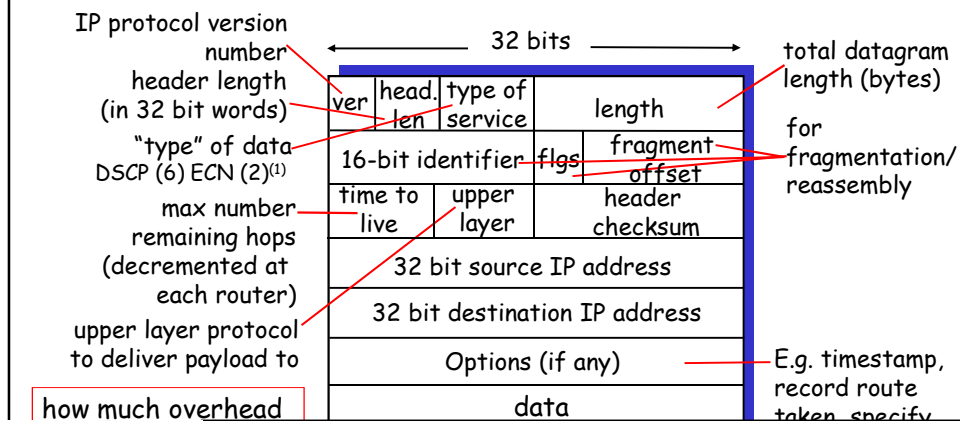 IP protocol version
number
header length
(in 32 bit words)
"type" of data
DSCP (6) ECN (2)(1)
max number
remaining hops
(decremented at
each router)
upper layer protocol
to deliver payload to
how much overhead
32 bits
ver
head.
len
type of
service
length
16-bit identifier
flgs
fragment
offset
time to
live
upper
layer
header
checksum
32 bit source IP address
32 bit destination IP address
Options (if any)
data
total datagram
length (bytes)
for
fragmentation/
reassembly
E.g. timestamp,
record route
taken, specify